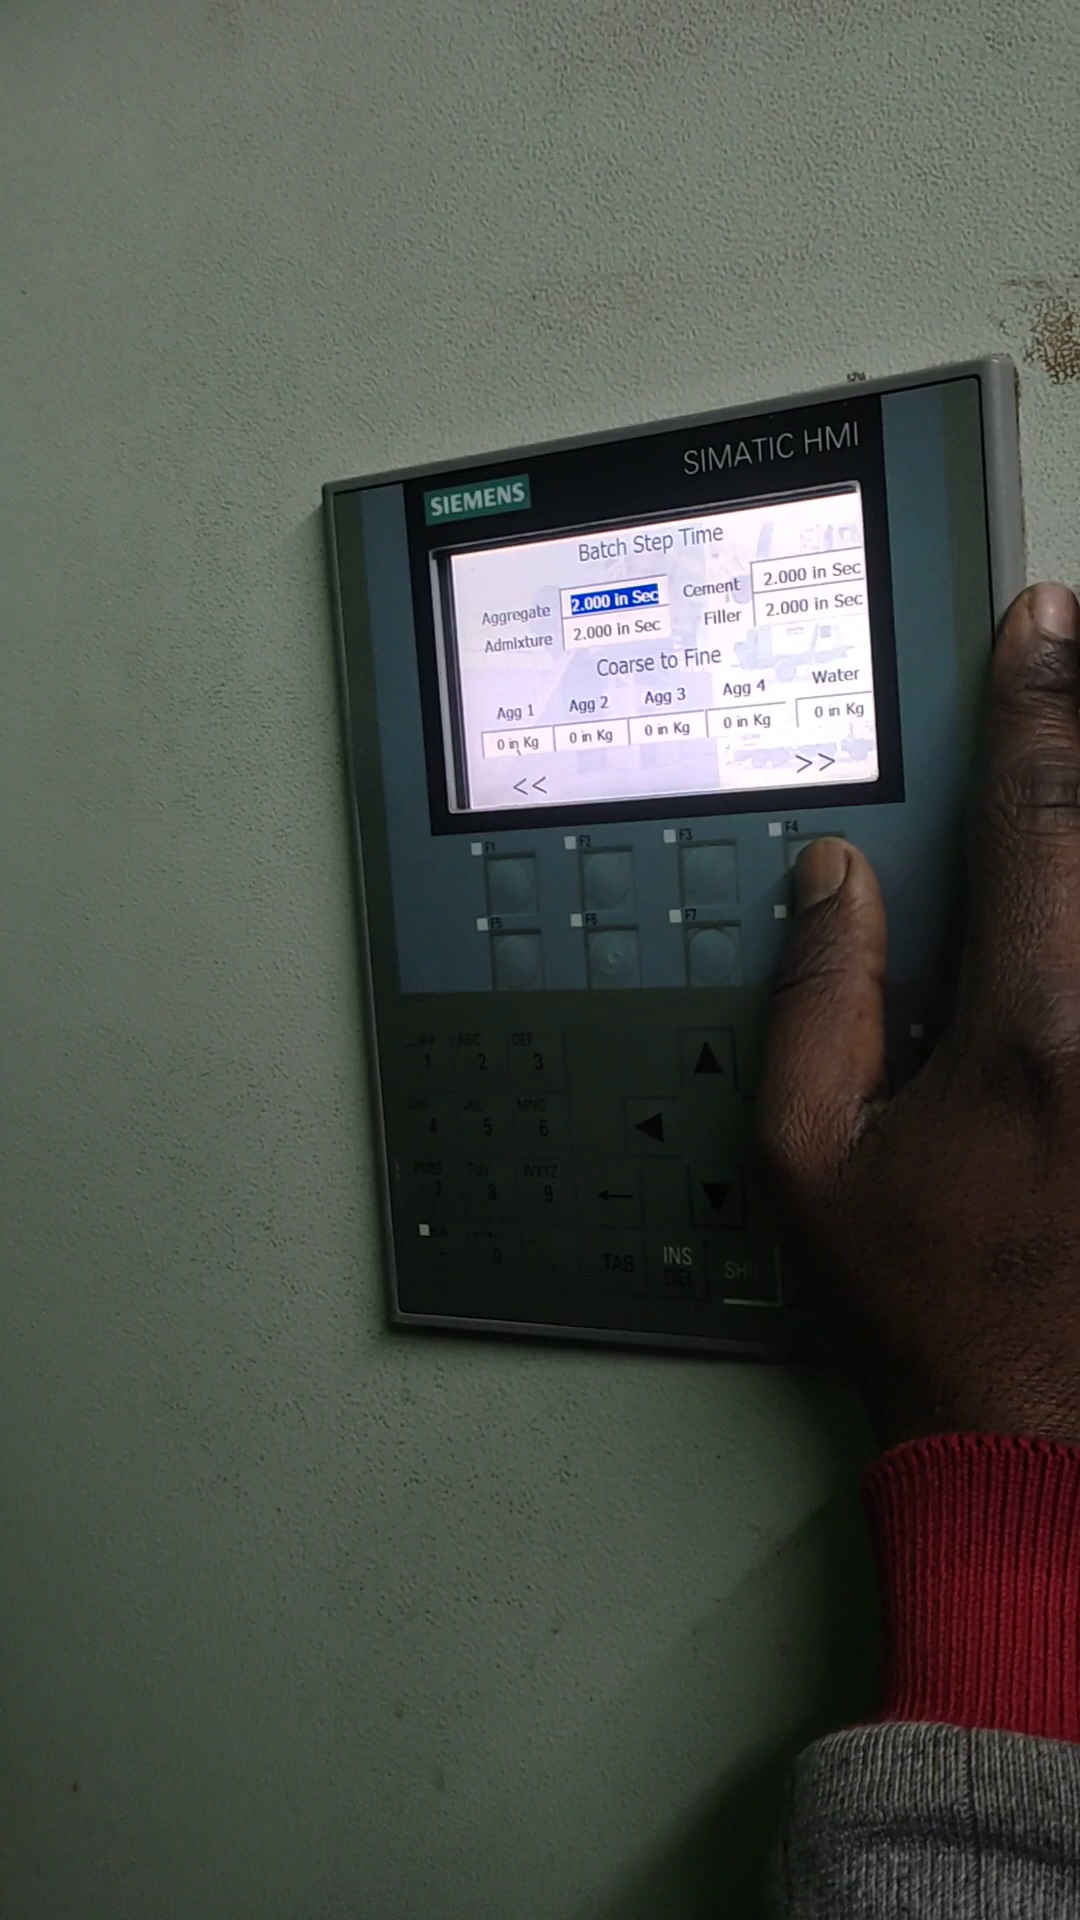 SIEMENS
SIMATIC HMI
Batch Step Time
Aggregate 2.000 in Sec Cement 2.000 in Sec
Admixture 2.000 in Sec Filler 2.000 in Sec
Coarse to Fine
Agg 1 Agg 2 Agg 3 Agg 4 Water
0 in Kg 0 in Kg 0 in Kg 0 in Kg 0 in Kg
<< >>
F1 F2 F3 F4
F5 F6 F7
ABC DEF
1 2 3
JKL MNO
4 5 6
PQRS TUV WXYZ
7 8 9
0 TAB INS
DEL